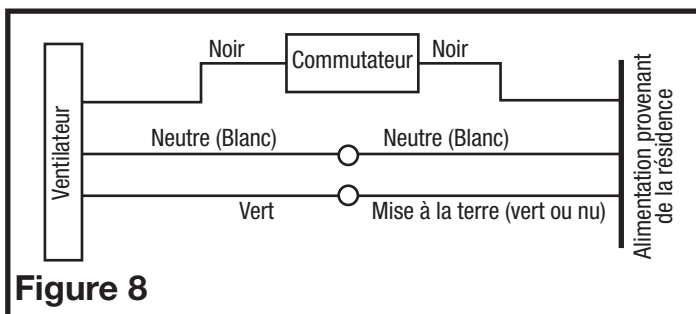 Noir
Commutateur
Noir
Ventilateur
Neutre (Blanc)
Neutre (Blanc)
Vert
Mise à la terre (vert ou nu)
Alimentation provenant
de la résidence
Figure 8